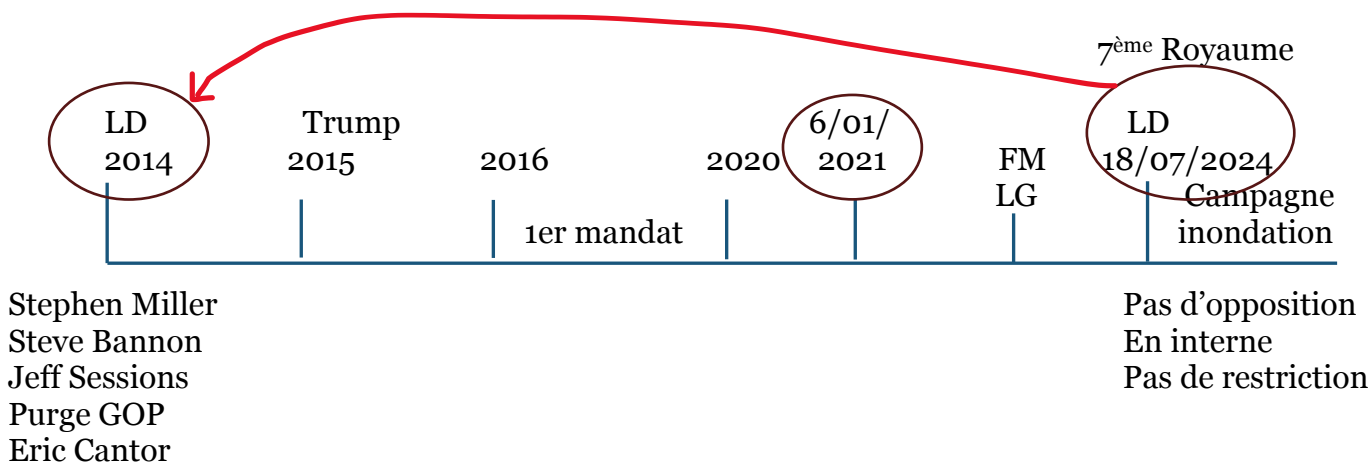 7ème Royaume
LD
2014
Trump
2015
2016
2020
6/01/
2021
FM
LG
LD
18/07/2024
Campagne
inondation
1er mandat
Stephen Miller
Steve Bannon
Jeff Sessions
Purge GOP
Eric Cantor
Pas d’opposition
En interne
Pas de restriction